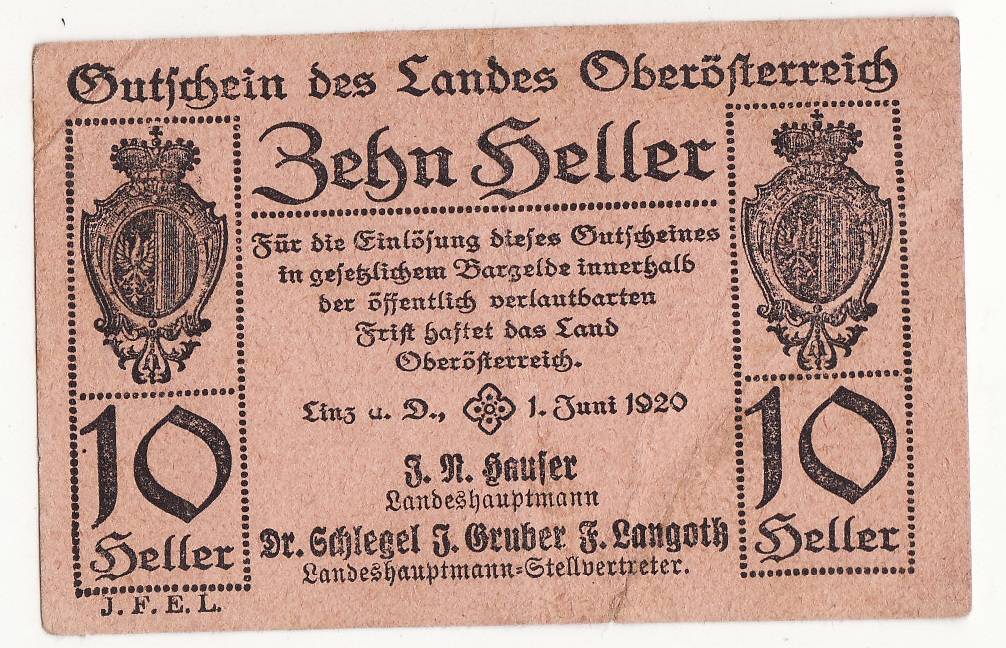 Gutschein des Landes Oberösterreich
Zehn Heller
Für die Einlösung dieses Gutscheines
in gesetzlichem Bargelde innerhalb
der öffentlich verlautbarten
Frist haftet das Land
Oberösterreich.
Linz a. D., 1. Juni 1920
J. N. Hauser
Landeshauptmann
Dr. Schlegel J. Gruber F. Langoth
Landeshauptmann-Stellvertreter.
10
Heller
10
Heller
J. F. E. L.